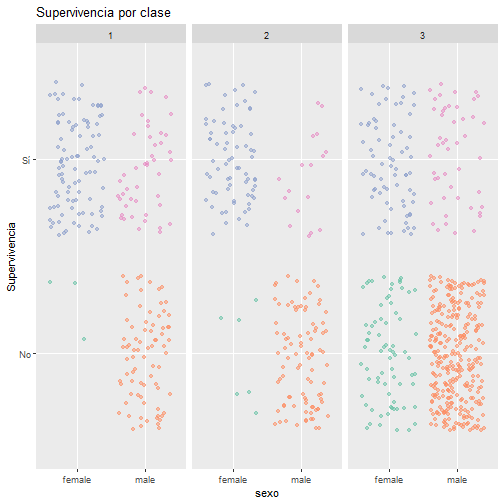 Supervivencia por clase
1 2 3
Supervivencia
Sí
No
female male female male female male
sexo